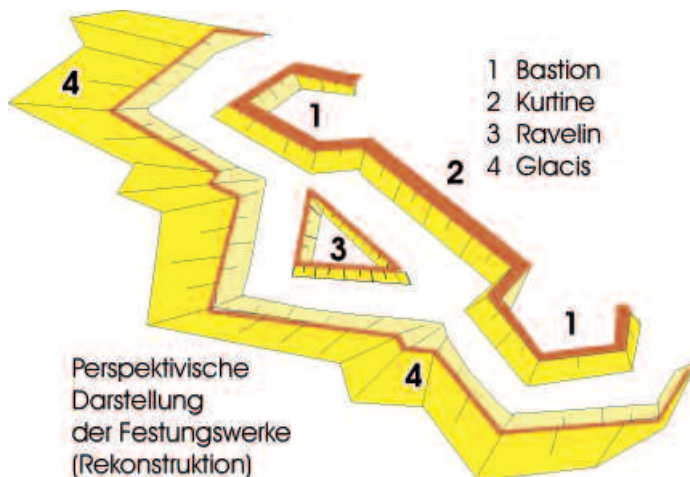 4
1 Bastion
2 Kurtine
3 Ravelin
4 Glacis
1
2
3
1
4
Perspektivische
Darstellung
der Festungswerke
(Rekonstruktion)